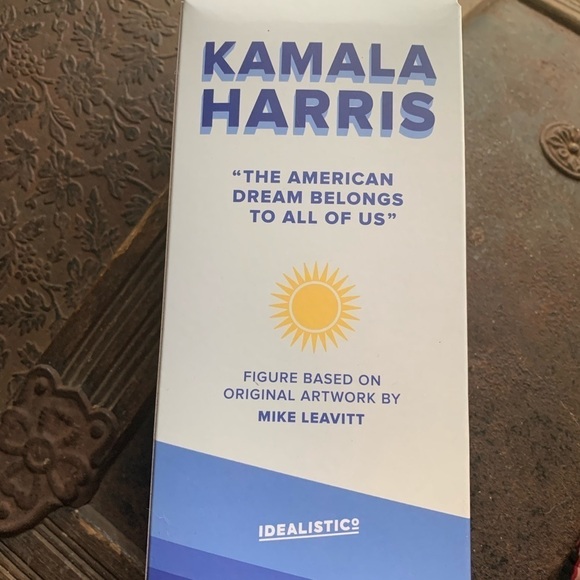 KAMALA
HARRIS
“THE AMERICAN
DREAM BELONGS
TO ALL OF US”
FIGURE BASED ON
ORIGINAL ARTWORK BY
MIKE LEAVITT
IDEALISTICº